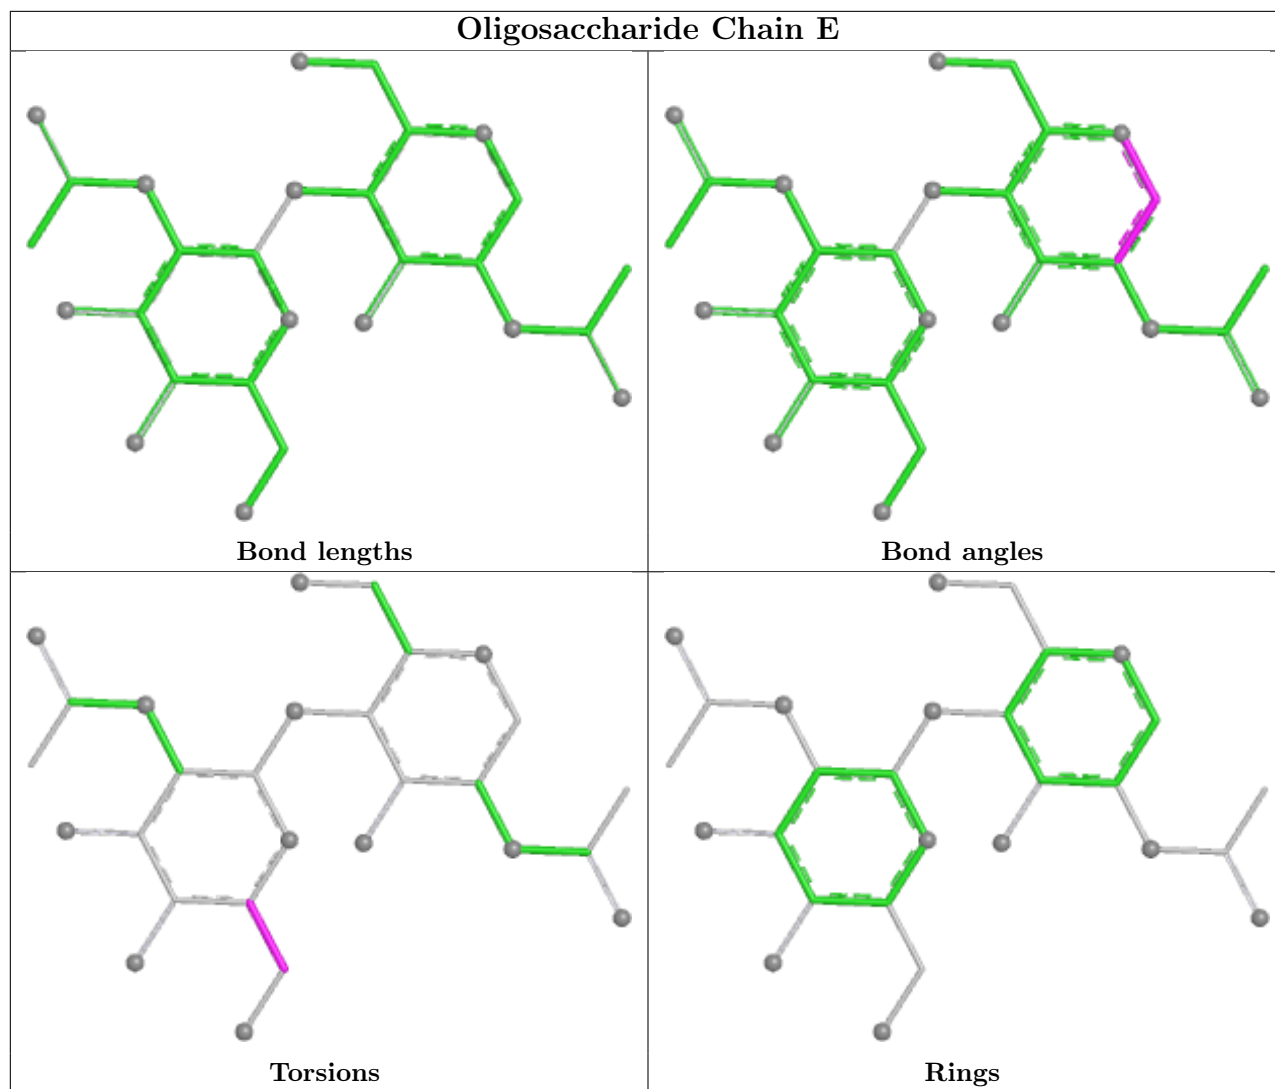 Oligosaccharide Chain E
Bond lengths
Bond angles
Torsions
Rings